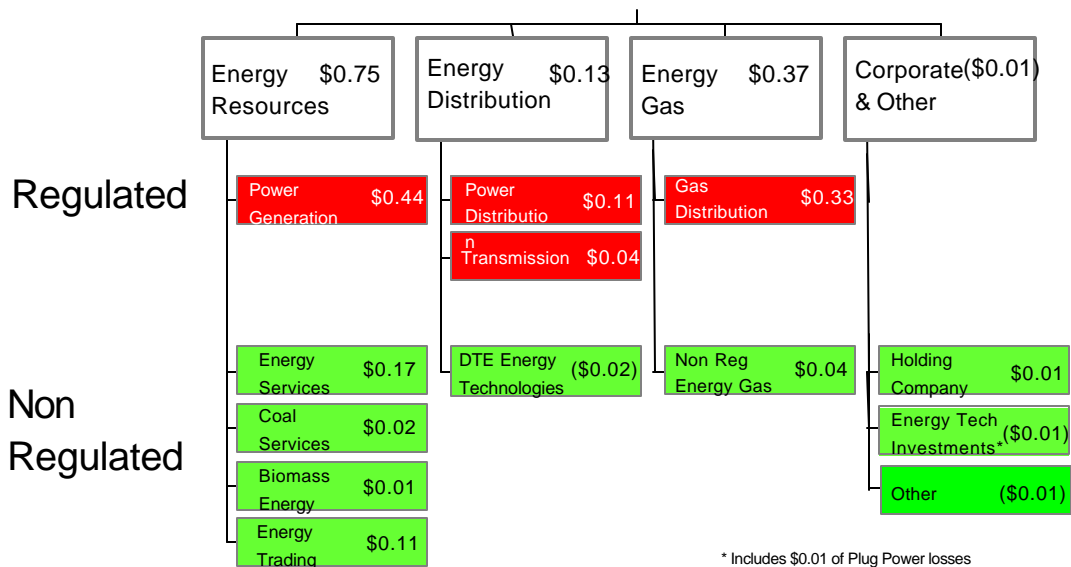 Energy Resources $0.75
Energy Distribution $0.13
Energy Gas $0.37
Corporate & Other ($0.01)
Regulated
Power Generation $0.44
Power Distribution $0.11
Transmission $0.04
Gas Distribution $0.33
Non Regulated
Energy Services $0.17
Coal Services $0.02
Biomass Energy $0.01
Energy Trading $0.11
DTE Energy Technologies ($0.02)
Non Reg Energy Gas $0.04
Holding Company $0.01
Energy Tech Investments* ($0.01)
Other ($0.01)
* Includes $0.01 of Plug Power losses